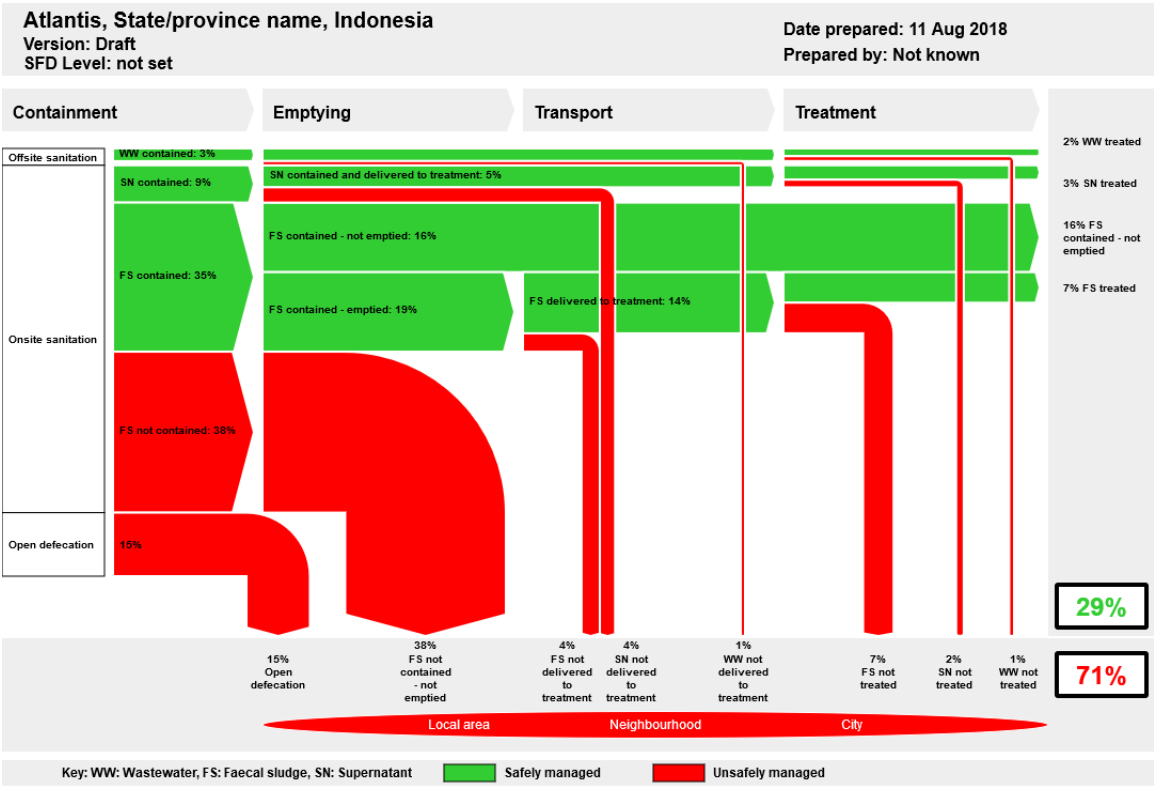 Atlantis, State/province name, Indonesia
Version: Draft
SFD Level: not set
Date prepared: 11 Aug 2018
Prepared by: Not known
Containment
Emptying
Transport
Treatment
Offsite sanitation
WW contained: 3%
2% WW treated
SN contained: 9%
SN contained and delivered to treatment: 5%
3% SN treated
FS contained - not emptied: 16%
16% FS
contained - not
emptied
Onsite sanitation
FS contained: 35%
FS contained - emptied: 19%
FS delivered to treatment: 14%
7% FS treated
FS not contained: 38%
Open defecation
15%
29%
71%
15%
Open
defecation
38%
FS not
contained
- not
emptied
4%
FS not
delivered
to
treatment
4%
SN not
delivered
to
treatment
1%
WW not
delivered
to
treatment
7%
FS not
treated
2%
SN not
treated
1%
WW not
treated
Local area
Neighbourhood
City
Key: WW: Wastewater, FS: Faecal sludge, SN: Supernatant
Safely managed
Unsafely managed